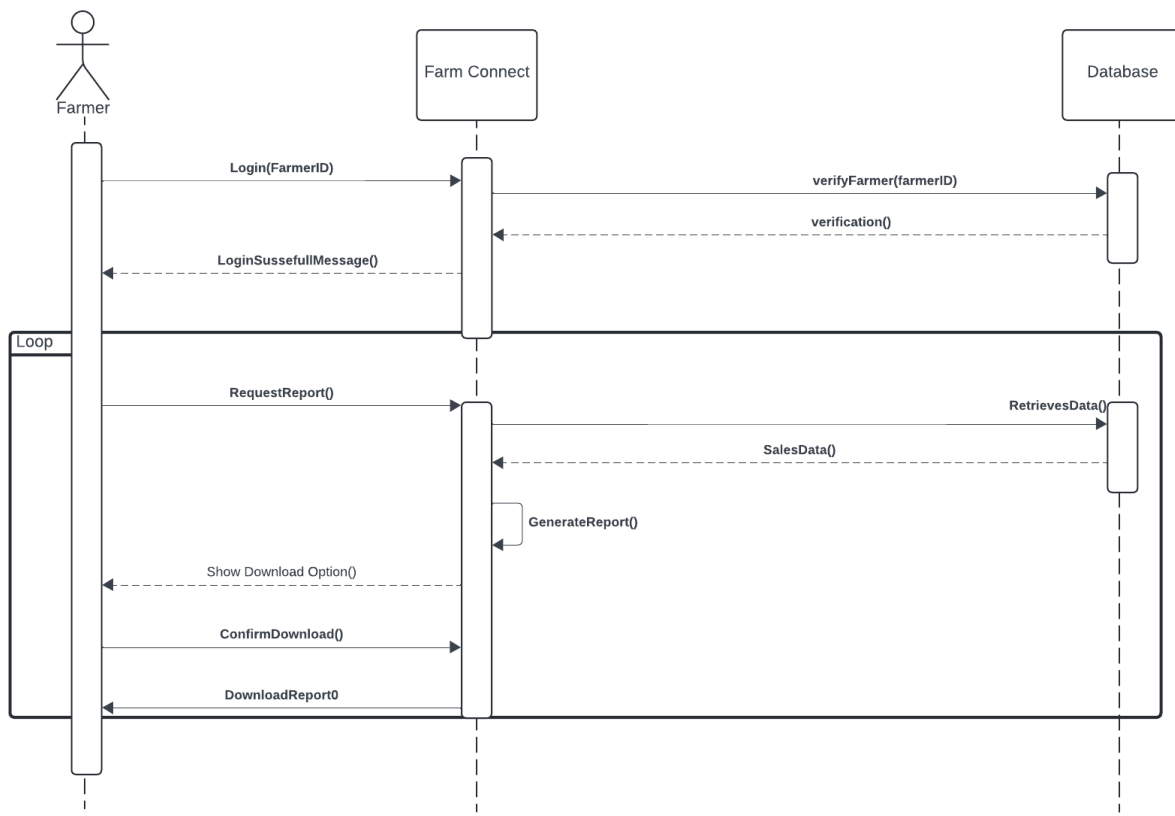 Farmer
Farm Connect
Database
Login(FarmerID)
verifyFarmer(farmerID)
verification()
LoginSussefullMessage()
Loop
RequestReport()
RetrievesData()
SalesData()
GenerateReport()
Show Download Option()
ConfirmDownload()
DownloadReport0